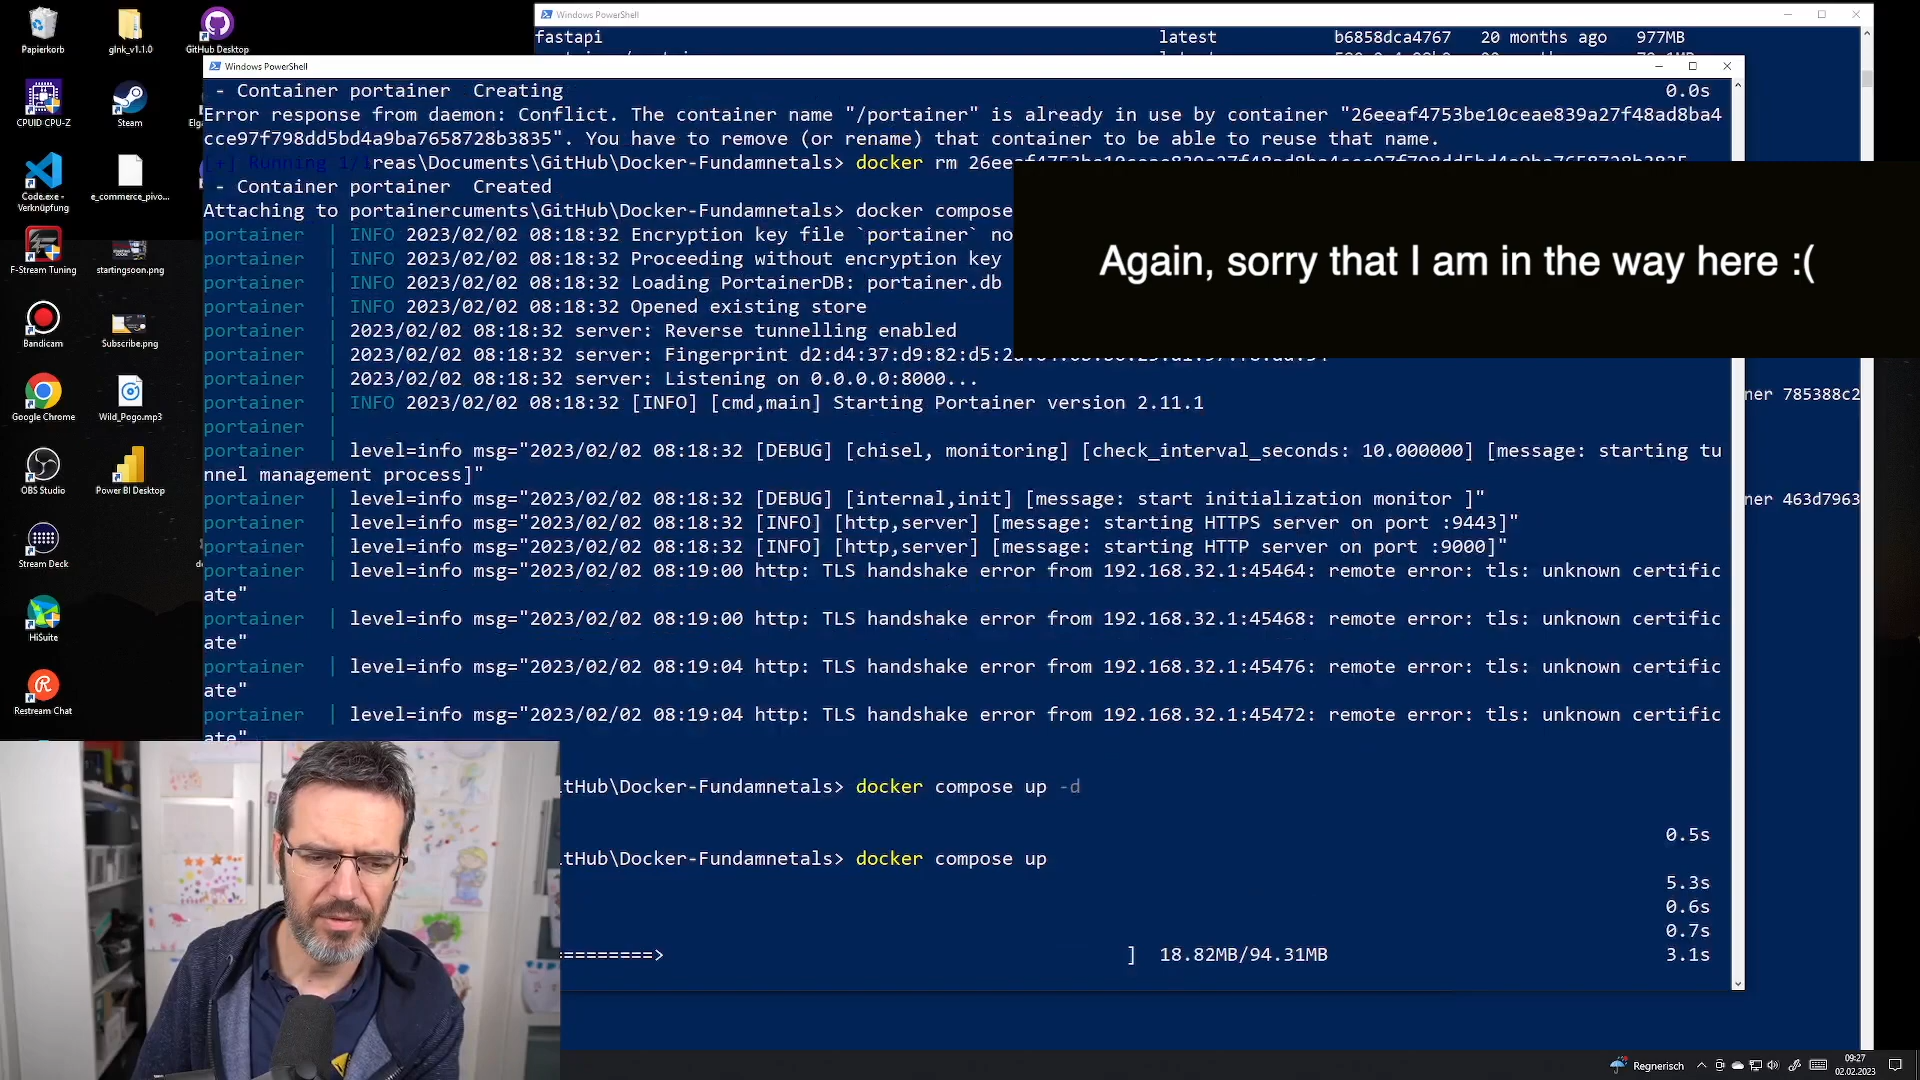 Papierkorb
gInk_v1.1.0
GitHub Desktop
CPUID CPU-Z
Steam
Code.exe -
Verknüpfung
e_commerce_pivo...
F-Stream Tuning
startingsoon.png
Bandicam
Subscribe.png
Google Chrome
Wild_Pogo.mp3
OBS Studio
Power BI Desktop
Stream Deck
HiSuite
Restream Chat
Windows PowerShell
fastapi latest b6858dca4767 20 months ago 977MB
Windows PowerShell
- Container portainer Creating 0.0s
Error response from daemon: Conflict. The container name "/portainer" is already in use by container "26eeaf4753be10ceae839a27f48ad8ba4
cce97f798dd5bd4a9ba7658728b3835". You have to remove (or rename) that container to be able to reuse that name.
[+] Running 1/1reas\Documents\GitHub\Docker-Fundamnetals> docker rm 26eeaf4753be10ceae839a27f48ad8ba4cce97f798dd5bd4a9ba7658728b3835
- Container portainer Created
Attaching to portainercuments\GitHub\Docker-Fundamnetals> docker compose
portainer | INFO 2023/02/02 08:18:32 Encryption key file `portainer` no
portainer | INFO 2023/02/02 08:18:32 Proceeding without encryption key
portainer | INFO 2023/02/02 08:18:32 Loading PortainerDB: portainer.db
portainer | INFO 2023/02/02 08:18:32 Opened existing store
portainer | 2023/02/02 08:18:32 server: Reverse tunnelling enabled
portainer | 2023/02/02 08:18:32 server: Fingerprint d2:d4:37:d9:82:d5:2
portainer | 2023/02/02 08:18:32 server: Listening on 0.0.0.0:8000...
portainer | INFO 2023/02/02 08:18:32 [INFO] [cmd,main] Starting Portainer version 2.11.1
portainer |
portainer | level=info msg="2023/02/02 08:18:32 [DEBUG] [chisel, monitoring] [check_interval_seconds: 10.000000] [message: starting tu
nnel management process]"
portainer | level=info msg="2023/02/02 08:18:32 [DEBUG] [internal,init] [message: start initialization monitor ]"
portainer | level=info msg="2023/02/02 08:18:32 [INFO] [http,server] [message: starting HTTPS server on port :9443]"
portainer | level=info msg="2023/02/02 08:18:32 [INFO] [http,server] [message: starting HTTP server on port :9000]"
portainer | level=info msg="2023/02/02 08:19:00 http: TLS handshake error from 192.168.32.1:45464: remote error: tls: unknown certific
ate"
portainer | level=info msg="2023/02/02 08:19:00 http: TLS handshake error from 192.168.32.1:45468: remote error: tls: unknown certific
ate"
portainer | level=info msg="2023/02/02 08:19:04 http: TLS handshake error from 192.168.32.1:45476: remote error: tls: unknown certific
ate"
portainer | level=info msg="2023/02/02 08:19:04 http: TLS handshake error from 192.168.32.1:45472: remote error: tls: unknown certific
ate"
itHub\Docker-Fundamnetals> docker compose up -d
0.5s
itHub\Docker-Fundamnetals> docker compose up
5.3s
0.6s
0.7s
=========> ] 18.82MB/94.31MB 3.1s
Again, sorry that I am in the way here :(
ner 785388c2
ner 463d7963
Regnerisch
09:27
02.02.2023